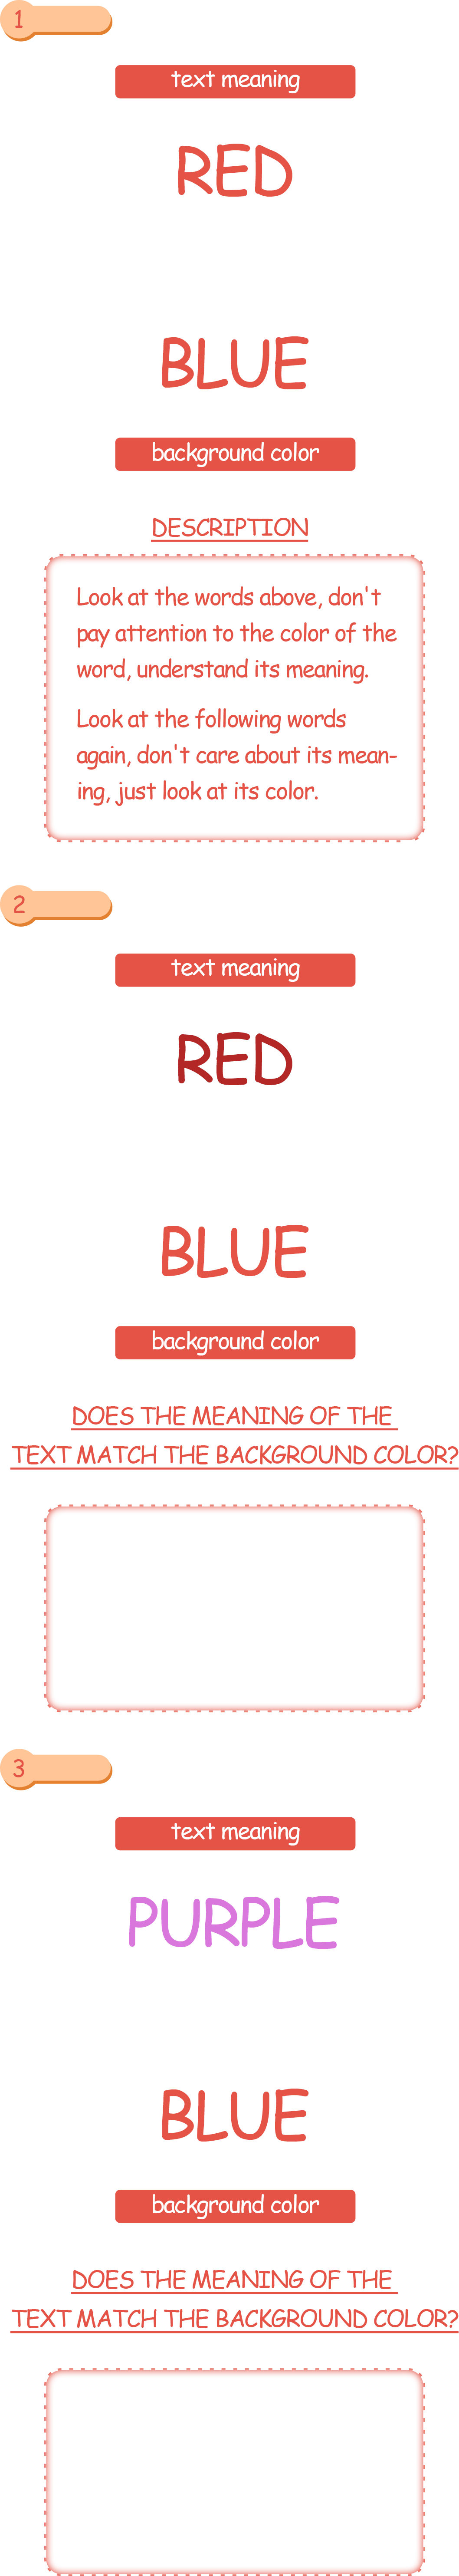 1
text meaning
RED
BLUE
background color
DESCRIPTION
Look at the words above, don't
pay attention to the color of the
word, understand its meaning.
Look at the following words
again, don't care about its mean-
ing, just look at its color.
2
text meaning
RED
BLUE
background color
DOES THE MEANING OF THE
TEXT MATCH THE BACKGROUND COLOR?
3
text meaning
PURPLE
BLUE
background color
DOES THE MEANING OF THE
TEXT MATCH THE BACKGROUND COLOR?